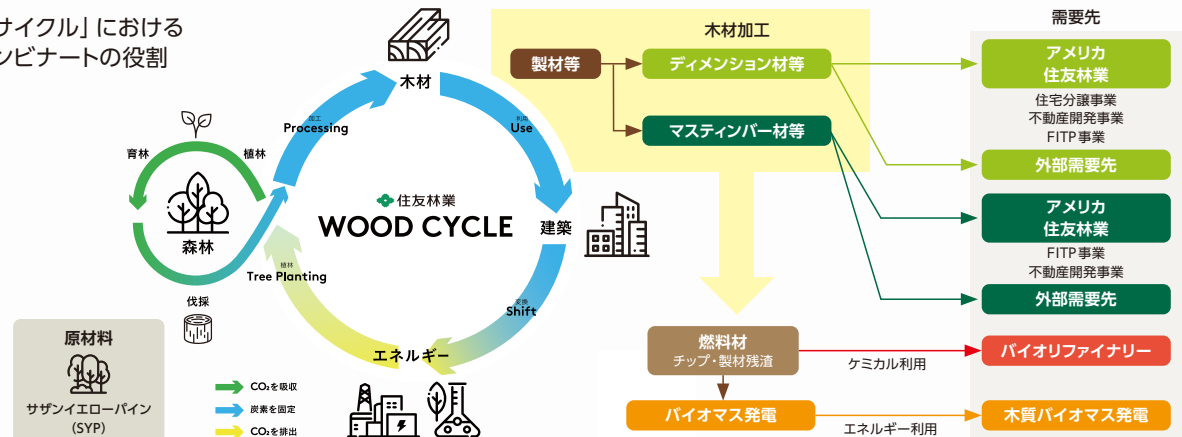 サイクル」における
ンビナートの役割
木材
加工
Processing
利用
Use
育林
植林
森林
伐採
住友林業
WOOD CYCLE
建築
植林
Tree Planting
変換
Shift
エネルギー
原材料
サザンイエローパイン
(SYP)
CO₂を吸収
炭素を固定
CO₂を排出
木材加工
製材等
ディメンション材等
マスティンバー材等
燃料材
チップ・製材残渣
バイオマス発電
ケミカル利用
エネルギー利用
需要先
アメリカ
住友林業
住宅分譲事業
不動産開発事業
FITP事業
外部需要先
アメリカ
住友林業
FITP事業
不動産開発事業
外部需要先
バイオリファイナリー
木質バイオマス発電